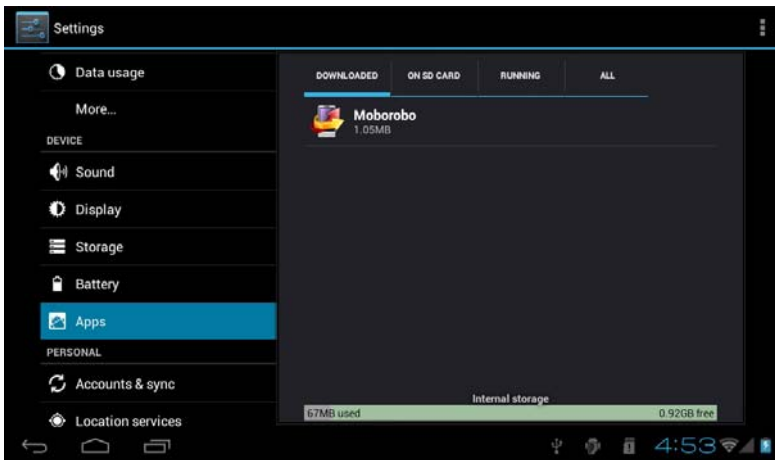 Settings
Data usage
More...
DEVICE
Sound
Display
Storage
Battery
Apps
PERSONAL
Accounts & sync
Location services
DOWNLOADED ON SD CARD RUNNING ALL
Moborobo
1.05MB
Internal storage
67MB used 0.92GB free
4:53